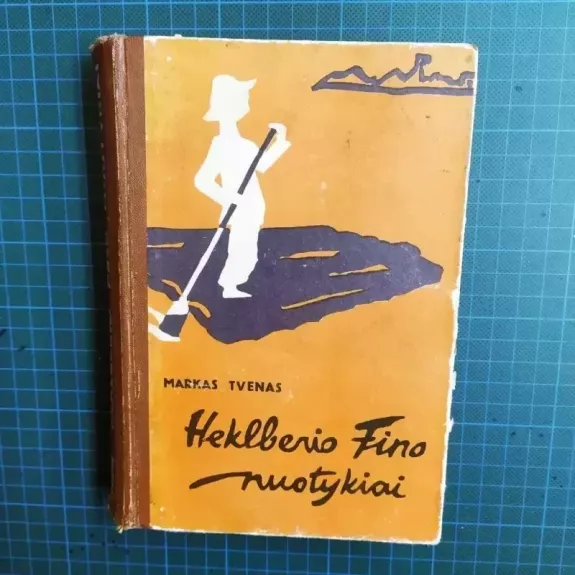 MARKAS TVENAS
Heklberio Fino
nuotykiai